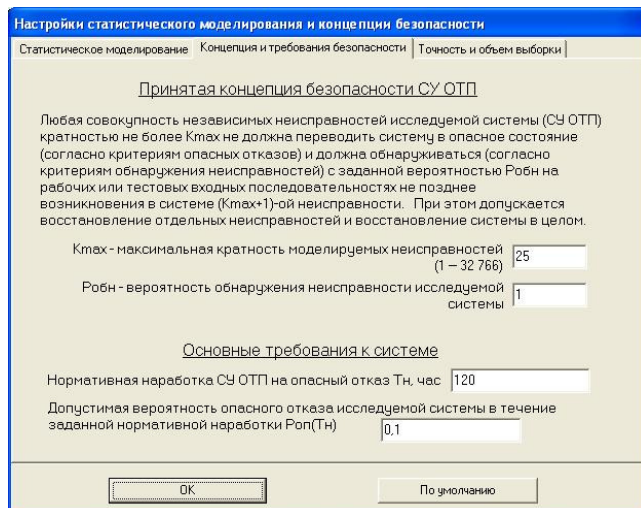 Настройки статистического моделирования и концепции безопасности
Статистическое моделирование Концепция и требования безопасности Точность и объем выборки
Принятая концепция безопасности СУ ОТП
Любая совокупность независимых неисправностей исследуемой системы (СУ ОТП)
кратностью не более Kmax не должна переводить систему в опасное состояние
(согласно критериям опасных отказов) и должна обнаруживаться (согласно
критериям обнаружения неисправностей) с заданной вероятностью Робн на
рабочих или тестовых входных последовательностях не позднее
возникновения в системе (Kmax+1)-ой неисправности. При этом допускается
восстановление отдельных неисправностей и восстановление системы в целом.
Kmax - максимальная кратность моделируемых неисправностей
(1 – 32 766)
25
Робн - вероятность обнаружения неисправности исследуемой
системы
1
Основные требования к системе
Нормативная наработка СУ ОТП на опасный отказ Тн, час 120
Допустимая вероятность опасного отказа исследуемой системы в течение
заданной нормативной наработки Роп(Тн) 0,1
OK По умолчанию